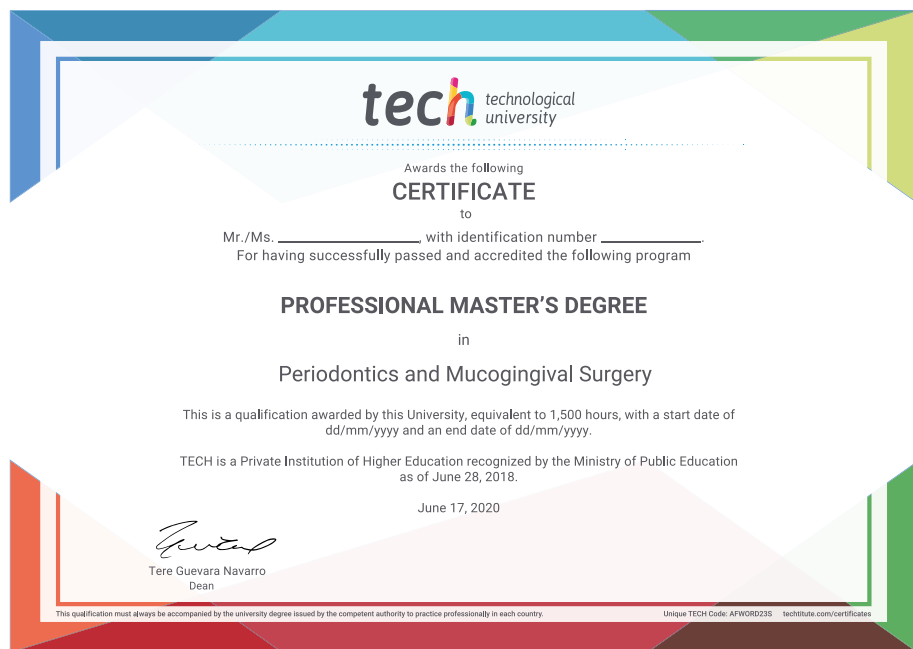 tech technological
university
Awards the following
CERTIFICATE
to
Mr./Ms. ____________________, with identification number ______________.
For having successfully passed and accredited the following program
PROFESSIONAL MASTER'S DEGREE
in
Periodontics and Mucogingival Surgery
This is a qualification awarded by this University, equivalent to 1,500 hours, with a start date of
dd/mm/yyyy and an end date of dd/mm/yyyy.
TECH is a Private Institution of Higher Education recognized by the Ministry of Public Education
as of June 28, 2018.
June 17, 2020
Tere Guevara Navarro
Dean
This qualification must always be accompanied by the university degree issued by the competent authority to practice professionally in each country.
Unique TECH Code: AFWORD23S techtitute.com/certificates